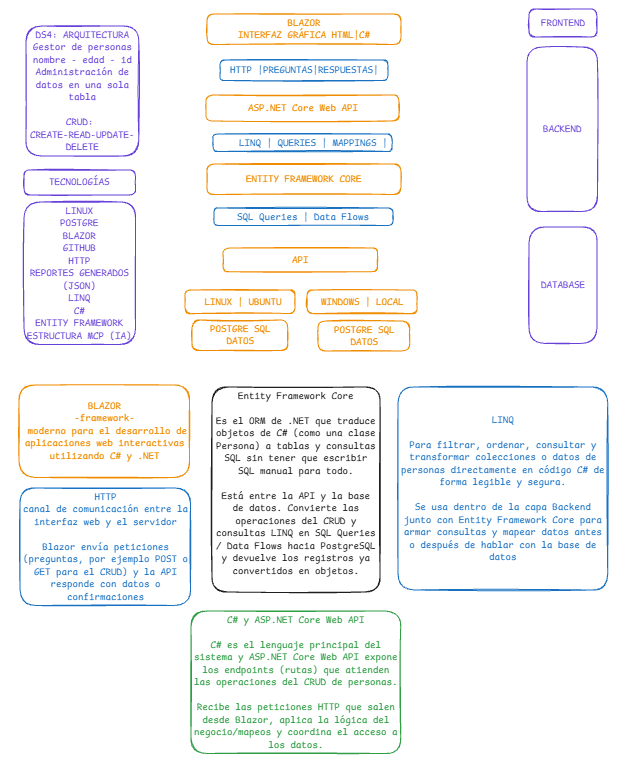 DS4: ARQUITECTURA
Gestor de personas
nombre - edad - id
Administración de
datos en una sola
tabla
CRUD:
CREATE-READ-UPDATE-
DELETE
TECNOLOGÍAS
LINUX
POSTGRE
BLAZOR
GITHUB
HTTP
REPORTES GENERADOS
(JSON)
LINQ
C#
ENTITY FRAMEWORK
ESTRUCTURA MCP (IA)
BLAZOR
INTERFAZ GRÁFICA HTML|C#
HTTP |PREGUNTAS|RESPUESTAS|
ASP.NET Core Web API
LINQ | QUERIES | MAPPINGS |
ENTITY FRAMEWORK CORE
SQL Queries | Data Flows
API
LINUX | UBUNTU
WINDOWS | LOCAL
POSTGRE SQL
DATOS
POSTGRE SQL
DATOS
FRONTEND
BACKEND
DATABASE
BLAZOR
-framework-
moderno para el desarrollo de
aplicaciones web interactivas
utilizando C# y .NET
HTTP
canal de comunicación entre la
interfaz web y el servidor
Blazor envía peticiones
(preguntas, por ejemplo POST o
GET para el CRUD) y la API
responde con datos o
confirmaciones
Entity Framework Core
Es el ORM de .NET que traduce
objetos de C# (como una clase
Persona) a tablas y consultas
SQL sin tener que escribir
SQL manual para todo.
Está entre la API y la base
de datos. Convierte las
operaciones del CRUD y
consultas LINQ en SQL Queries
/ Data Flows hacia PostgreSQL
y devuelve los registros ya
convertidos en objetos.
LINQ
Para filtrar, ordenar, consultar y
transformar colecciones o datos de
personas directamente en código C# de
forma legible y segura.
Se usa dentro de la capa Backend
junto con Entity Framework Core para
armar consultas y mapear datos antes
o después de hablar con la base de
datos
C# y ASP.NET Core Web API
C# es el lenguaje principal del
sistema y ASP.NET Core Web API expone
los endpoints (rutas) que atienden
las operaciones del CRUD de personas.
Recibe las peticiones HTTP que salen
desde Blazor, aplica la lógica del
negocio/mapeos y coordina el acceso a
los datos.